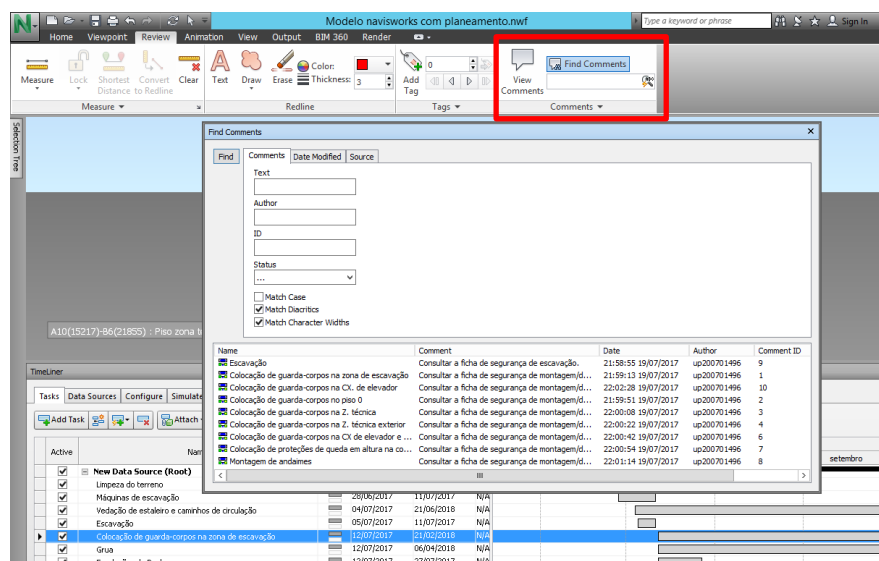 Modelo navisworks com planeamento.nwf
Type a keyword or phrase
Sign In
Home Viewpoint Review Animation View Output BIM 360 Render
Measure Lock Shortest Distance Convert to Redline Clear
Text Draw Erase Color: Thickness: 3
Add Tag 0
View Comments Find Comments
Measure Redline Tags Comments
Selection Tree
Find Comments
Find Comments Date Modified Source
Text
Author
ID
Status
...
Match Case
Match Diacritics
Match Character Widths
A10(15217)-B6(21855) : Piso zona
Name Comment Date Author Comment ID
Escavação Consultar a ficha de segurança de escavação. 21:58:55 19/07/2017 up200701496 9
Colocação de guarda-corpos na zona de escavação Consultar a ficha de segurança de montagem/d... 21:59:13 19/07/2017 up200701496 1
Colocação de guarda-corpos na CX. de elevador Consultar a ficha de segurança de montagem/d... 22:02:28 19/07/2017 up200701496 10
Colocação de guarda-corpos no piso 0 Consultar a ficha de segurança de montagem/d... 21:59:51 19/07/2017 up200701496 2
Colocação de guarda-corpos na Z. técnica Consultar a ficha de segurança de montagem/d... 22:00:08 19/07/2017 up200701496 3
Colocação de guarda-corpos na Z. técnica exterior Consultar a ficha de segurança de montagem/d... 22:00:22 19/07/2017 up200701496 4
Colocação de guarda-corpos na CX de elevador e ... Consultar a ficha de segurança de montagem/d... 22:00:42 19/07/2017 up200701496 6
Colocação de proteções de queda em altura na co... Consultar a ficha de segurança de montagem/d... 22:00:54 19/07/2017 up200701496 7
Montagem de andaimes Consultar a ficha de segurança de montagem/d... 22:01:14 19/07/2017 up200701496 8
TimeLiner
Tasks Data Sources Configure Simulate
Add Task Attach
Active Nam setembro
New Data Source (Root)
Limpeza do terreno
Máquinas de escavação 28/06/2017 11/07/2017 N/A
Vedação de estaleiro e caminhos de circulação 04/07/2017 21/06/2018 N/A
Escavação 05/07/2017 11/07/2017 N/A
Colocação de guarda-corpos na zona de escavação 12/07/2017 21/02/2018 N/A
Grua 12/07/2017 06/04/2018 N/A